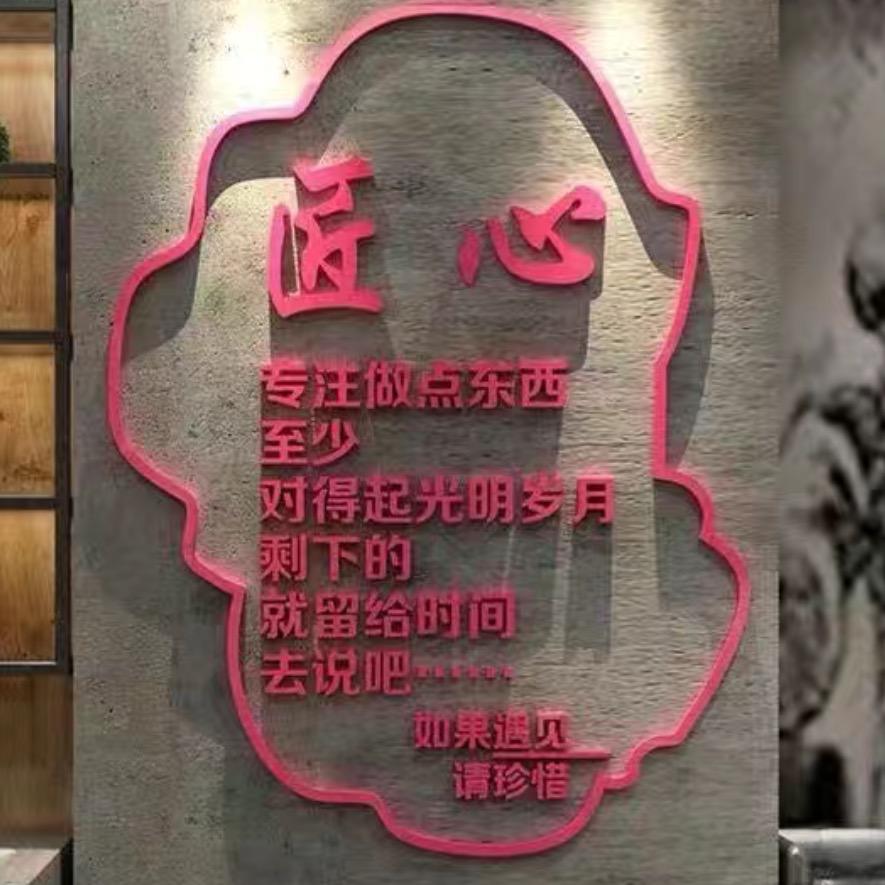 匠心
专注做点东西
至少
对得起光明岁月
剩下的
就留给时间
去说吧……
如果遇见
请珍惜